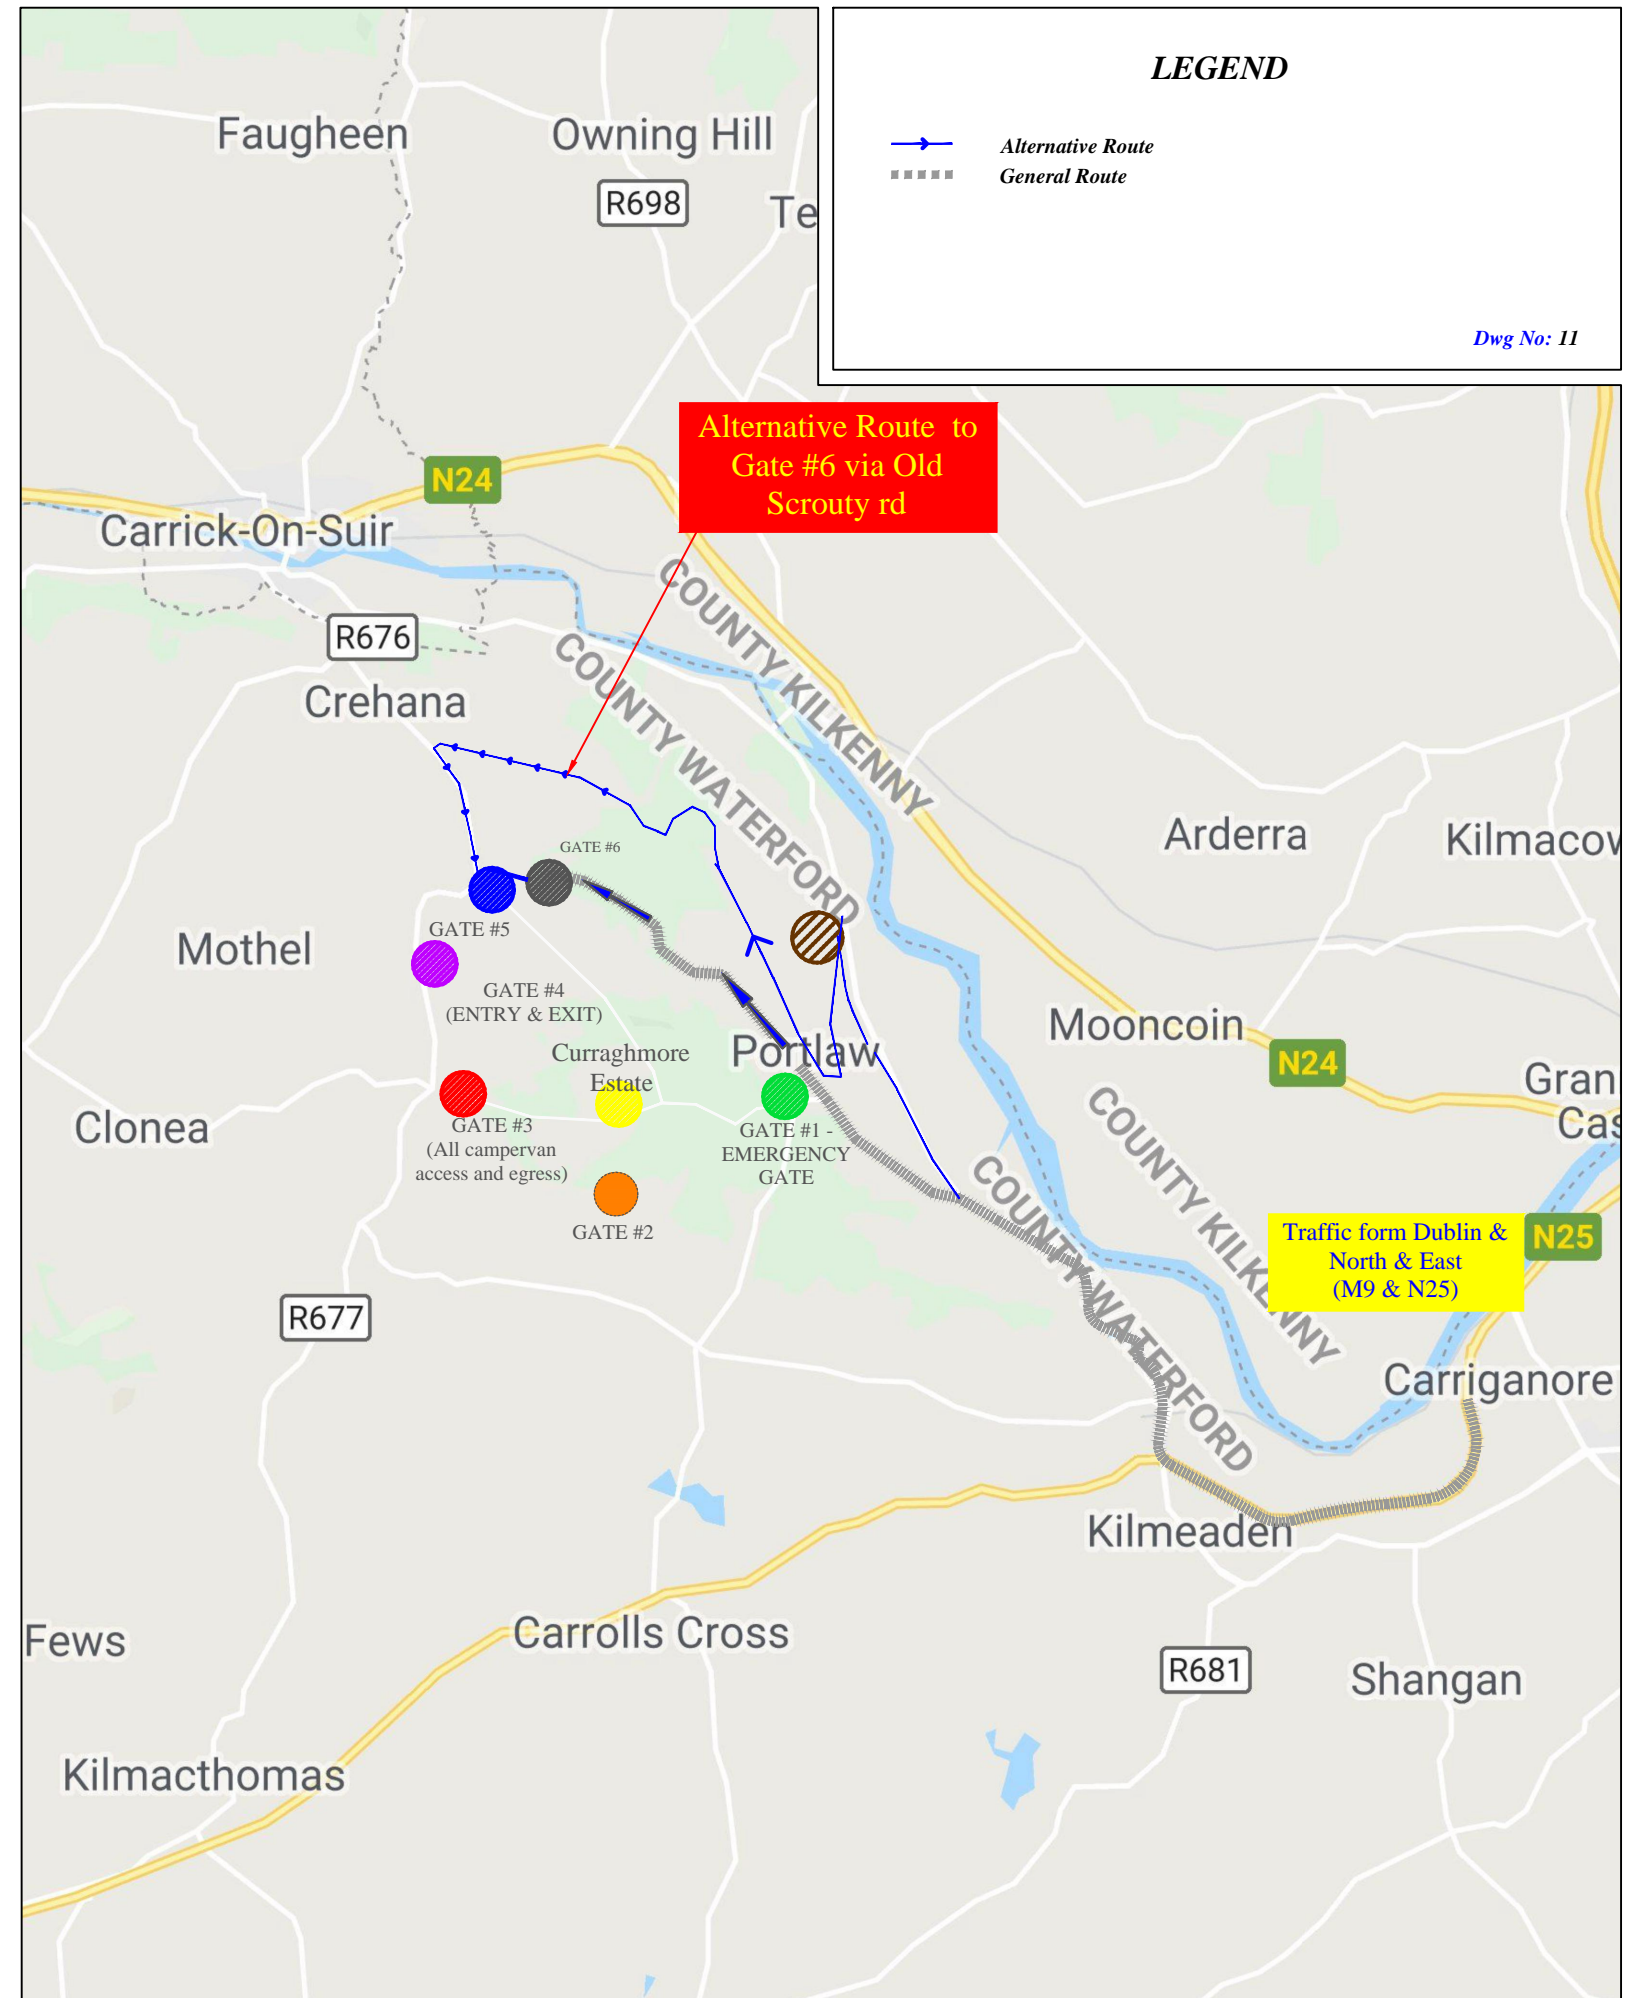 LEGEND
Alternative Route
General Route
Dwg No: 11
Faugheen
Owning Hill
R698
Te
Alternative Route to
Gate #6 via Old
Scrouty rd
N24
Carrick-On-Suir
R676
Crehana
COUNTY KILKENNY
COUNTY WATERFORD
Arderra
Kilmacow
GATE #6
GATE #5
Mothel
GATE #4
(ENTRY & EXIT)
Mooncoin
N24
Curraghmore
Estate
Portlaw
Gran
Cas
Clonea
GATE #3
(All campervan
access and egress)
GATE #1 -
EMERGENCY
GATE
GATE #2
COUNTY KILKENNY
COUNTY WATERFORD
Traffic form Dublin &
North & East
(M9 & N25)
N25
R677
Carriganore
Kilmeaden
Fews
Carrolls Cross
R681
Shangan
Kilmacthomas